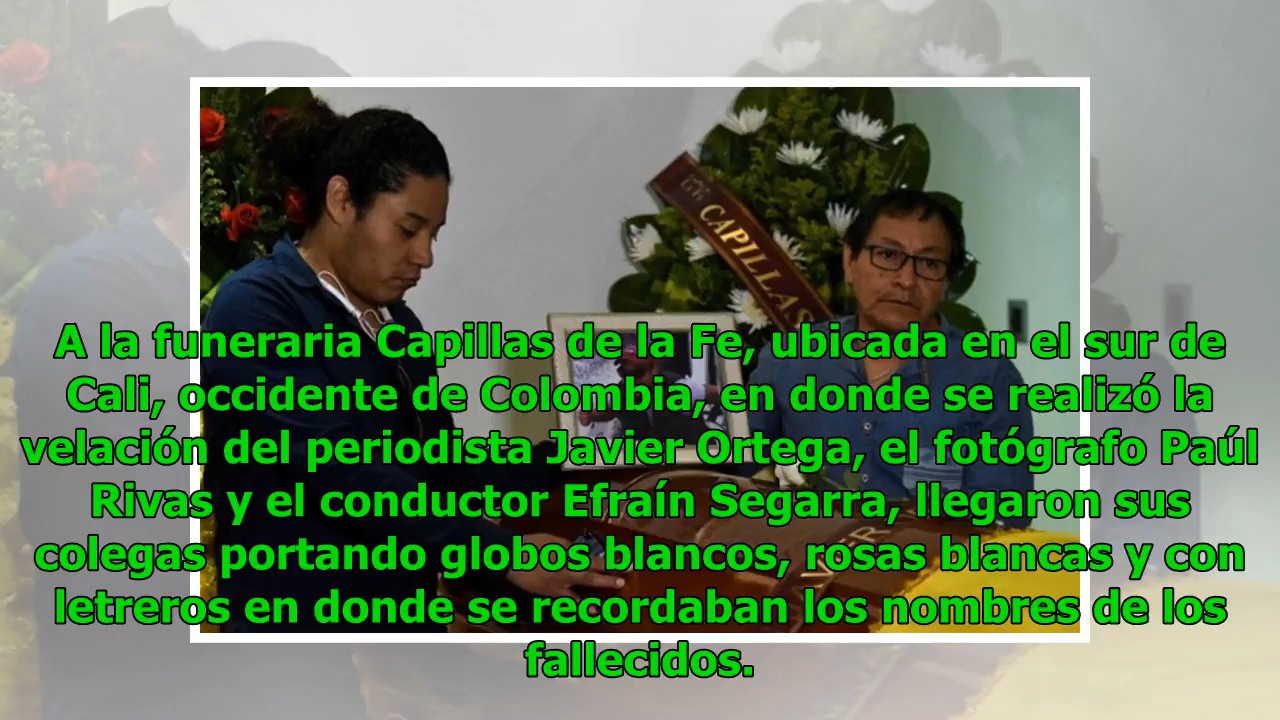 CAPILLAS
A la funeraria Capillas de la Fe, ubicada en el sur de
Cali, occidente de Colombia, en donde se realizó la
velación del periodista Javier Ortega, el fotógrafo Paúl
Rivas y el conductor Efraín Segarra, llegaron sus
colegas portando globos blancos, rosas blancas y con
letreros en donde se recordaban los nombres de los
fallecidos.